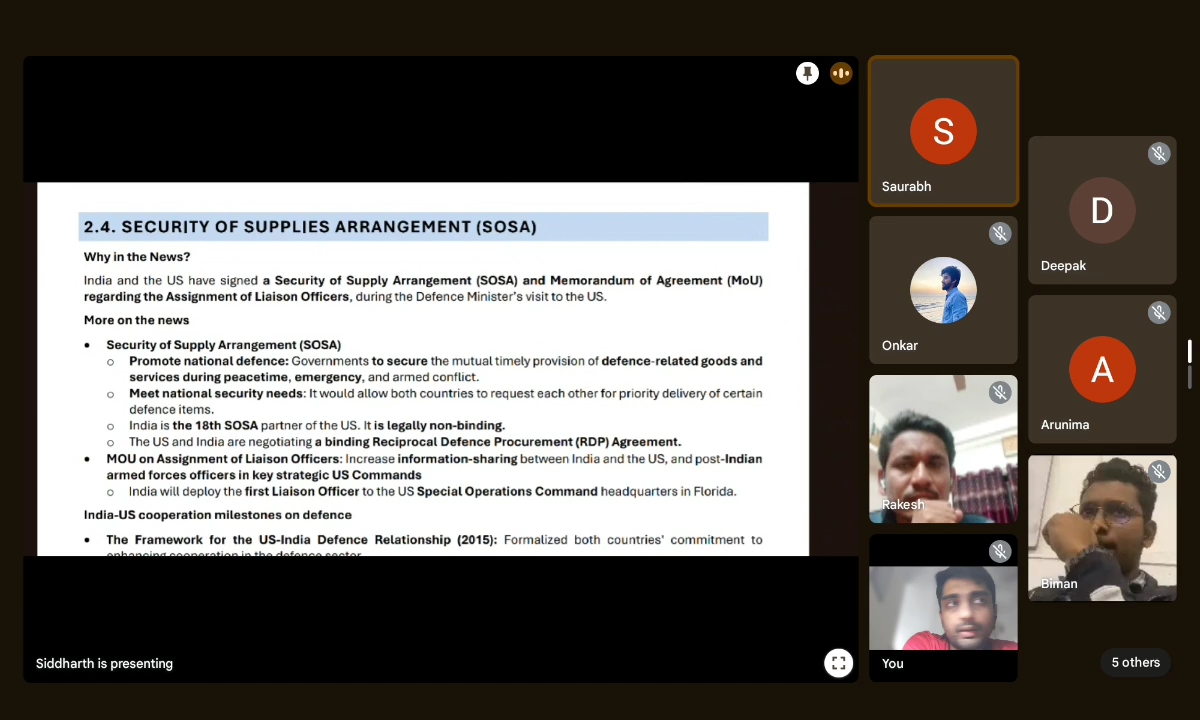 2.4. SECURITY OF SUPPLIES ARRANGEMENT (SOSA)
Why in the News?
India and the US have signed a Security of Supply Arrangement (SOSA) and Memorandum of Agreement (MoU)
regarding the Assignment of Liaison Officers, during the Defence Minister's visit to the US.
More on the news
• Security of Supply Arrangement (SOSA)
o Promote national defence: Governments to secure the mutual timely provision of defence-related goods and
services during peacetime, emergency, and armed conflict.
o Meet national security needs: It would allow both countries to request each other for priority delivery of certain
defence items.
o India is the 18th SOSA partner of the US. It is legally non-binding.
o The US and India are negotiating a binding Reciprocal Defence Procurement (RDP) Agreement.
• MOU on Assignment of Liaison Officers: Increase information-sharing between India and the US, and post-Indian
armed forces officers in key strategic US Commands
o India will deploy the first Liaison Officer to the US Special Operations Command headquarters in Florida.
India-US cooperation milestones on defence
• The Framework for the US-India Defence Relationship (2015): Formalized both countries' commitment to
enhancing cooperation in the defence sector.
Siddharth is presenting
S
Saurabh
D
Deepak
Onkar
A
Arunima
Rakesh
Biman
You
5 others